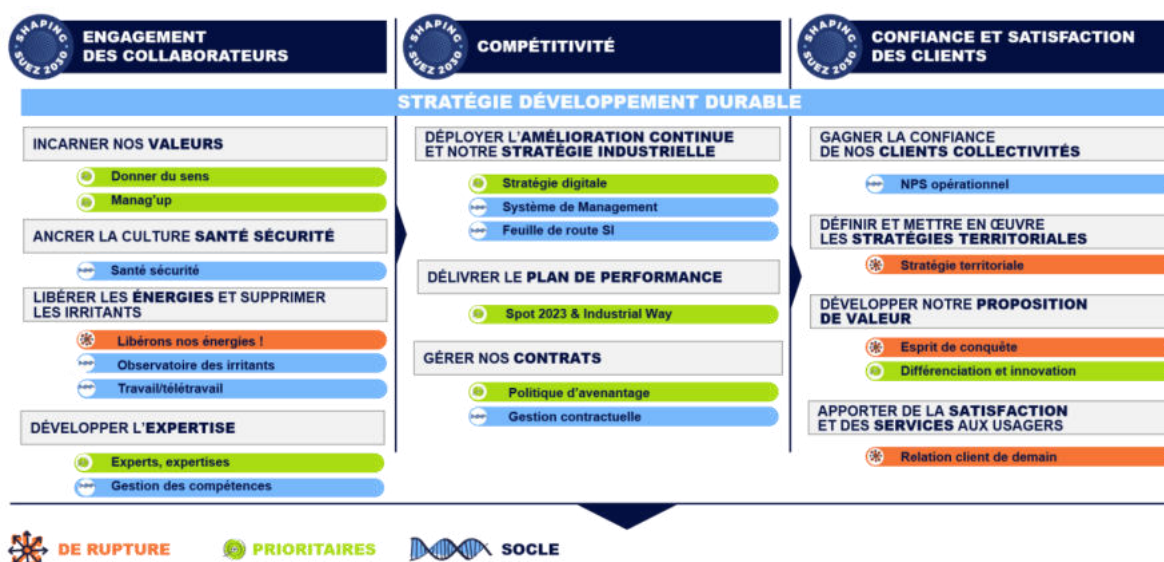 SHAPING SUEZ 2030
ENGAGEMENT
DES COLLABORATEURS
SHAPING SUEZ 2030
COMPÉTITIVITÉ
SHAPING SUEZ 2030
CONFIANCE ET SATISFACTION
DES CLIENTS
STRATÉGIE DÉVELOPPEMENT DURABLE
INCARNER NOS VALEURS
Donner du sens
Manag'up
ANCRER LA CULTURE SANTÉ SÉCURITÉ
Santé sécurité
LIBÉRER LES ÉNERGIES ET SUPPRIMER
LES IRRITANTS
Libérons nos énergies !
Observatoire des irritants
Travail/télétravail
DÉVELOPPER L'EXPERTISE
Experts, expertises
Gestion des compétences
DÉPLOYER L'AMÉLIORATION CONTINUE
ET NOTRE STRATÉGIE INDUSTRIELLE
Stratégie digitale
Système de Management
Feuille de route SI
DÉLIVRER LE PLAN DE PERFORMANCE
Spot 2023 & Industrial Way
GÉRER NOS CONTRATS
Politique d'avenantage
Gestion contractuelle
GAGNER LA CONFIANCE
DE NOS CLIENTS COLLECTIVITÉS
NPS opérationnel
DÉFINIR ET METTRE EN ŒUVRE
LES STRATÉGIES TERRITORIALES
Stratégie territoriale
DÉVELOPPER NOTRE PROPOSITION
DE VALEUR
Esprit de conquête
Différenciation et innovation
APPORTER DE LA SATISFACTION
ET DES SERVICES AUX USAGERS
Relation client de demain
DE RUPTURE
PRIORITAIRES
SOCLE